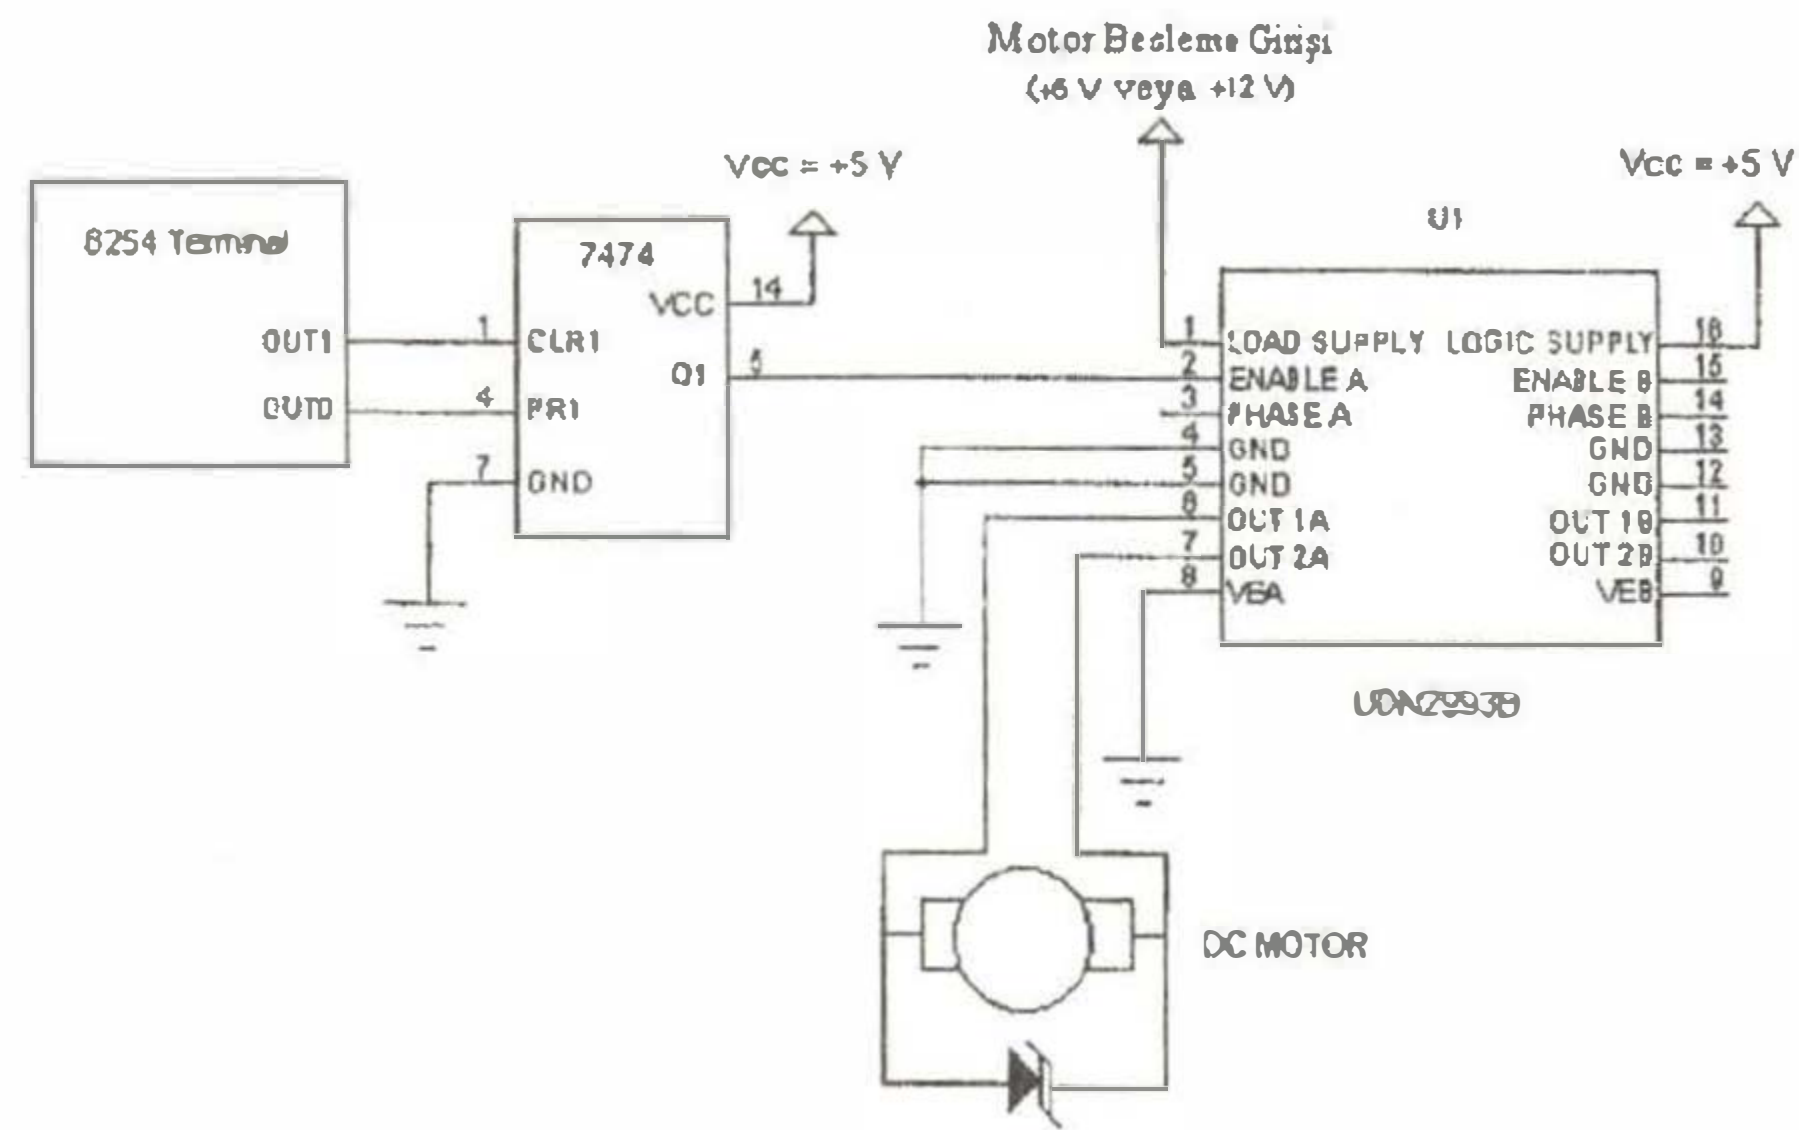 Motor Besleme Girişi
(+6 V veya +12 V)
Vcc = +5 V
Vcc = +5 V
8254 Terminal
OUT1
OUT0
7474
VCC
14
1
CLR1
Q1
5
4
PR1
7
GND
U1
1
LOAD SUPPLY
LOGIC SUPPLY
16
2
ENABLE A
ENABLE B
15
3
PHASE A
PHASE B
14
4
GND
GND
13
5
GND
GND
12
6
OUT 1A
OUT 1B
11
7
OUT 2A
OUT 2B
10
8
VEA
VEB
9
UDN2993B
DC MOTOR